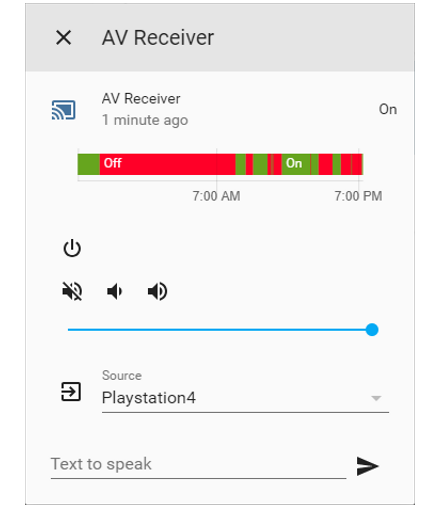 AV Receiver
AV Receiver
On
1 minute ago
Off
On
7:00 AM
7:00 PM
Source
Playstation4
Text to speak